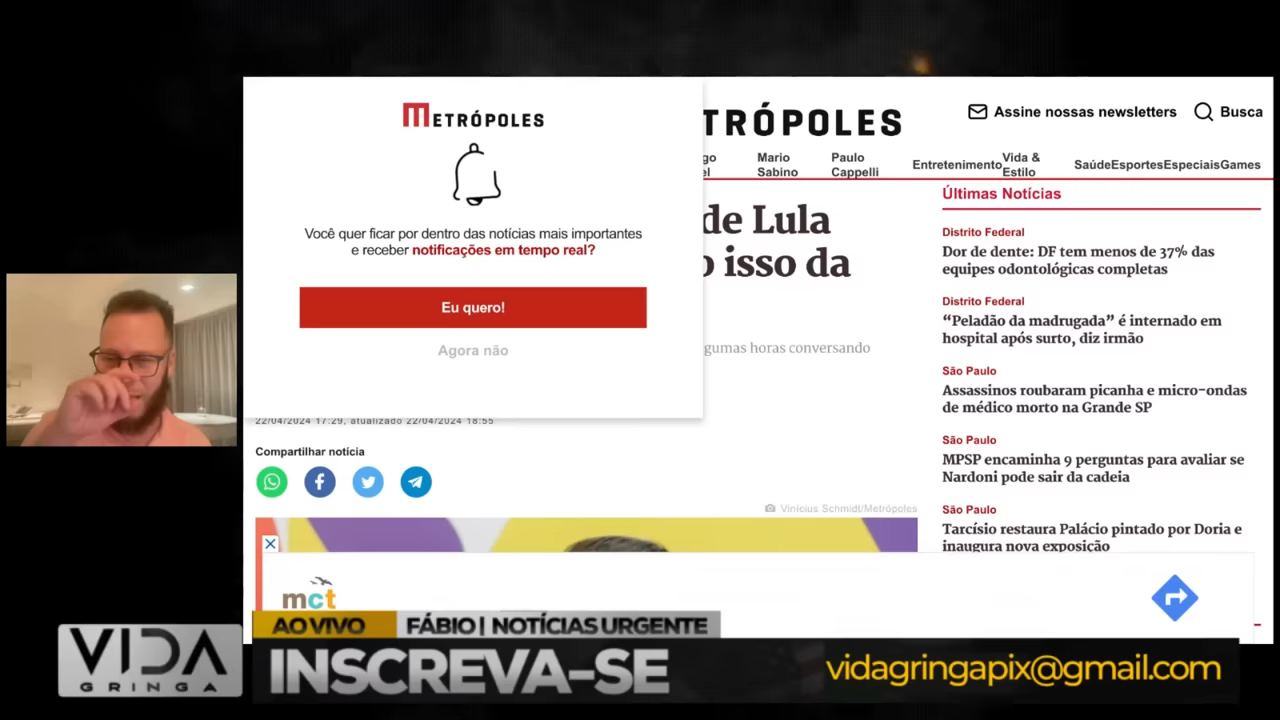 METRÓPOLES
Você quer ficar por dentro das notícias mais importantes
e receber notificações em tempo real?
Eu quero!
Agora não
TRÓPOLES
Assine nossas newsletters
Busca
go
el
Mario
Sabino
Paulo
Cappelli
Entretenimento
Vida &
Estilo
Saúde
Esportes
Especiais
Games
de Lula
o isso da
gumas horas conversando
22/04/2024 17:29, atualizado 22/04/2024 18:55
Compartilhar notícia
Vinícius Schmidt/Metrópoles
Últimas Notícias
Distrito Federal
Dor de dente: DF tem menos de 37% das
equipes odontológicas completas
Distrito Federal
“Peladão da madrugada” é internado em
hospital após surto, diz irmão
São Paulo
Assassinos roubaram picanha e micro-ondas
de médico morto na Grande SP
São Paulo
MPSP encaminha 9 perguntas para avaliar se
Nardoni pode sair da cadeia
São Paulo
Tarcísio restaura Palácio pintado por Doria e
inaugura nova exposição
mct
AO VIVO
FÁBIO | NOTÍCIAS URGENTE
VIDA
GRINGA
INSCREVA-SE
vidagringapix@gmail.com